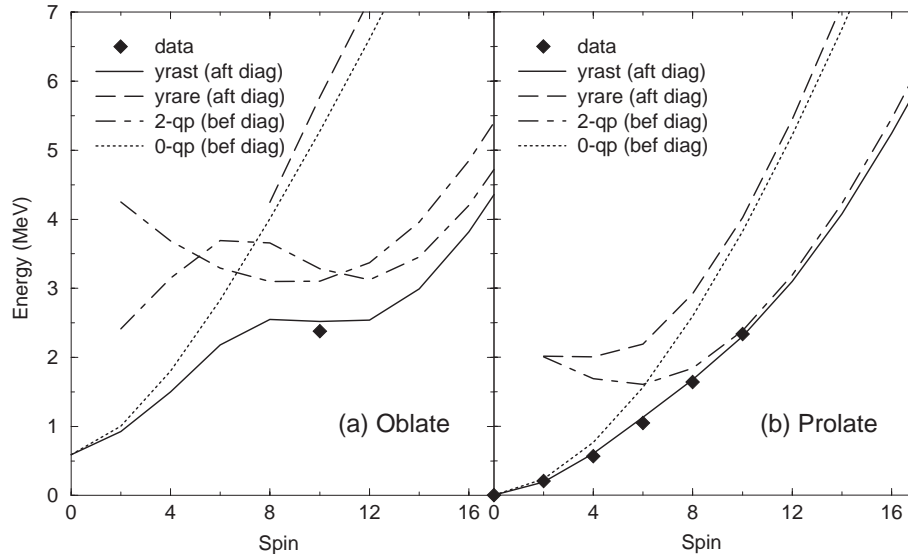 7
6
5
4
3
2
1
0
Energy (MeV)
data
yrast (aft diag)
yrare (aft diag)
2-qp (bef diag)
0-qp (bef diag)
(a) Oblate
0 4 8 12 16
Spin
data
yrast (aft diag)
yrare (aft diag)
2-qp (bef diag)
0-qp (bef diag)
(b) Prolate
0 4 8 12 16
Spin